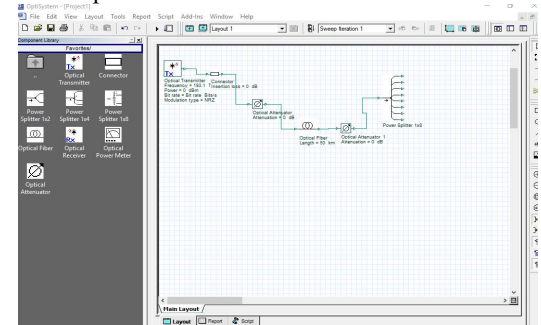 OptiSystem - [Project1]
File Edit View Layout Tools Report Script Add-Ins Window Help
Layout 1
Sweep Iteration 1
Component Library
Favorites/
..
Optical Transmitter
Connector
Power Splitter 1x2
Power Splitter 1x4
Power Splitter 1x8
Optical Fiber
Optical Receiver
Optical Power Meter
Optical Attenuator
Tx
Rx
Tx
Optical Transmitter
Frequency = 193.1 THz
Power = 0 dBm
Bit rate = Bit rate Bits/s
Modulation type = NRZ
Connector
Insertion loss = 0 dB
Optical Attenuator
Attenuation = 0 dB
Optical Fiber
Length = 50 km
Optical Attenuator 1
Attenuation = 0 dB
Power Splitter 1x8
Main Layout
Layout Report Script